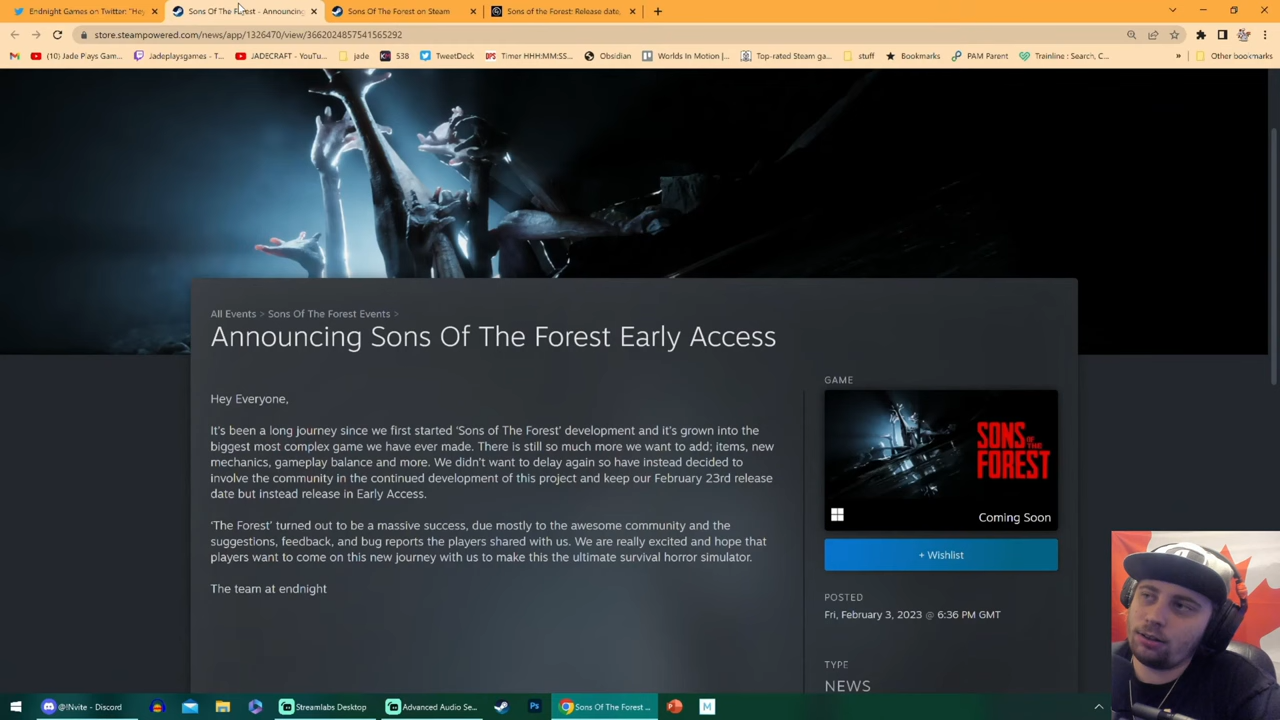 Endnight Games on Twitter: "Hey
Sons Of The Forest - Announcing
Sons Of The Forest on Steam
Sons of the Forest: Release date,
store.steampowered.com/news/app/1326470/view/3662024857541565292
(10) Jade Plays Gam...
Jadeplaysgames - T...
JADECRAFT - YouTu...
jade
538
TweetDeck
Timer HHH:MM:SS...
Obsidian
Worlds In Motion |...
Top-rated Steam ga...
stuff
Bookmarks
PAM Parent
Trainline : Search, C...
»
Other bookmarks
All Events > Sons Of The Forest Events >
Announcing Sons Of The Forest Early Access
Hey Everyone,
It's been a long journey since we first started 'Sons of The Forest' development and it's grown into the
biggest most complex game we have ever made. There is still so much more we want to add; items, new
mechanics, gameplay balance and more. We didn't want to delay again so have instead decided to
involve the community in the continued development of this project and keep our February 23rd release
date but instead release in Early Access.
'The Forest' turned out to be a massive success, due mostly to the awesome community and the
suggestions, feedback, and bug reports the players shared with us. We are really excited and hope that
players want to come on this new journey with us to make this the ultimate survival horror simulator.
The team at endnight
GAME
SONS
OF THE
FOREST
Coming Soon
+ Wishlist
POSTED
Fri, February 3, 2023 @ 6:36 PM GMT
TYPE
NEWS
@!Nvite - Discord
Streamlabs Desktop
Advanced Audio Se...
Ps
Sons Of The Forest ...
M